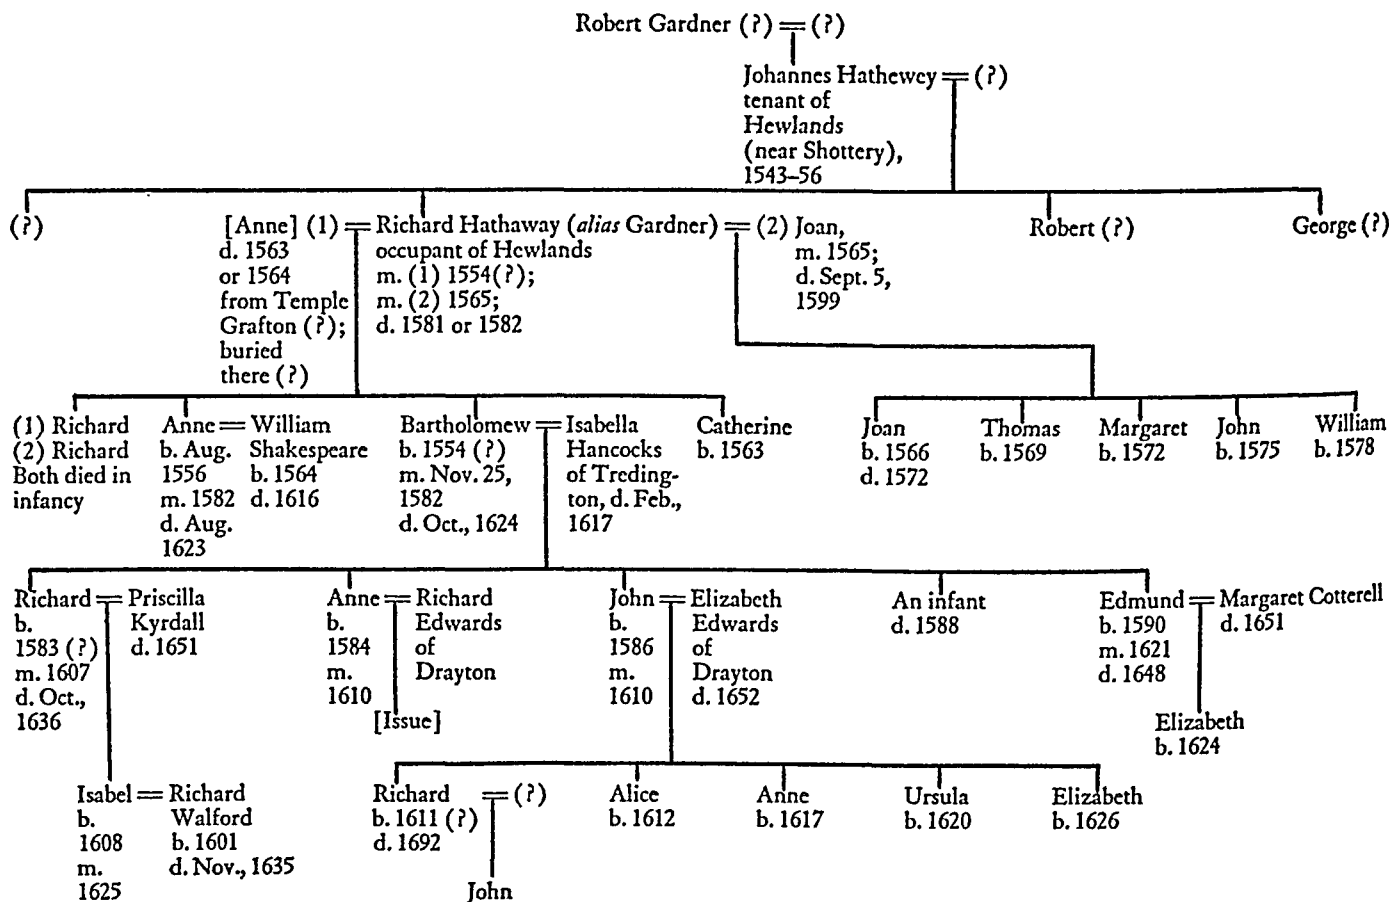 Robert Gardner (?) = (?)
Johannes Hathewey = (?)
tenant of
Hewlands
(near Shottery),
1543–56
(?)
[Anne] (1) = Richard Hathaway (alias Gardner) = (2) Joan,
d. 1563
or 1564
from Temple
Grafton (?);
buried
there (?)
occupant of Hewlands
m. (1) 1554(?);
m. (2) 1565;
d. 1581 or 1582
m. 1565;
d. Sept. 5,
1599
Robert (?)
George (?)
(1) Richard
(2) Richard
Both died in
infancy
Anne = William
b. Aug.
1556
m. 1582
d. Aug.
1623
Shakespeare
b. 1564
d. 1616
Bartholomew = Isabella
b. 1554 (?)
m. Nov. 25,
1582
d. Oct., 1624
Hancocks
of Treding-
ton, d. Feb.,
1617
Catherine
b. 1563
Joan
b. 1566
d. 1572
Thomas
b. 1569
Margaret
b. 1572
John
b. 1575
William
b. 1578
Richard = Priscilla
b.
1583 (?)
m. 1607
d. Oct.,
1636
Kyrdall
d. 1651
Anne = Richard
b.
1584
m.
1610
Edwards
of
Drayton
[Issue]
John = Elizabeth
b.
1586
m.
1610
Edwards
of
Drayton
d. 1652
An infant
d. 1588
Edmund = Margaret Cotterell
b. 1590
m. 1621
d. 1648
d. 1651
Elizabeth
b. 1624
Isabel = Richard
b.
1608
m.
1625
Walford
b. 1601
d. Nov., 1635
Richard = (?)
b. 1611 (?)
d. 1692
John
Alice
b. 1612
Anne
b. 1617
Ursula
b. 1620
Elizabeth
b. 1626